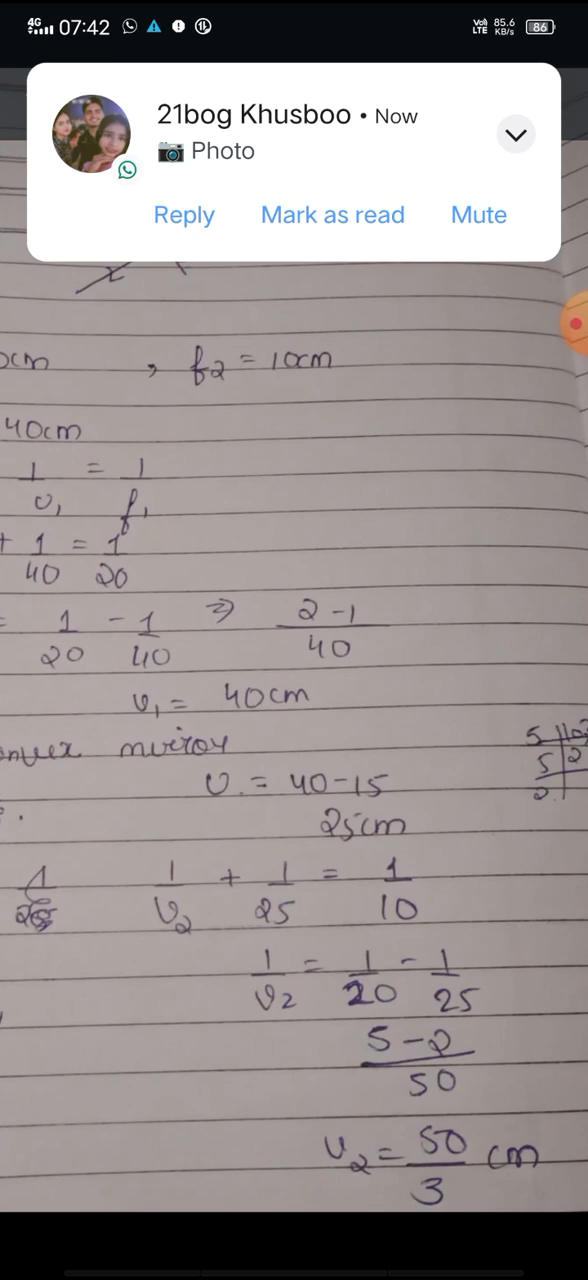 4G 07:42 VoD LTE 85.6 KB/s 86
21bog Khusboo • Now
Photo
Reply Mark as read Mute
0cm , f2 = 10cm
40cm
1/v1 = 1/f1
+ 1/40 = 1/20
= 1/20 - 1/40 ⇒ 2-1/40
v1 = 40cm
mirror
U = 40-15
25cm
1/v2 + 1/25 = 1/10
1/v2 = 1/20 - 1/25
5-2/50
v2 = 50/3 cm